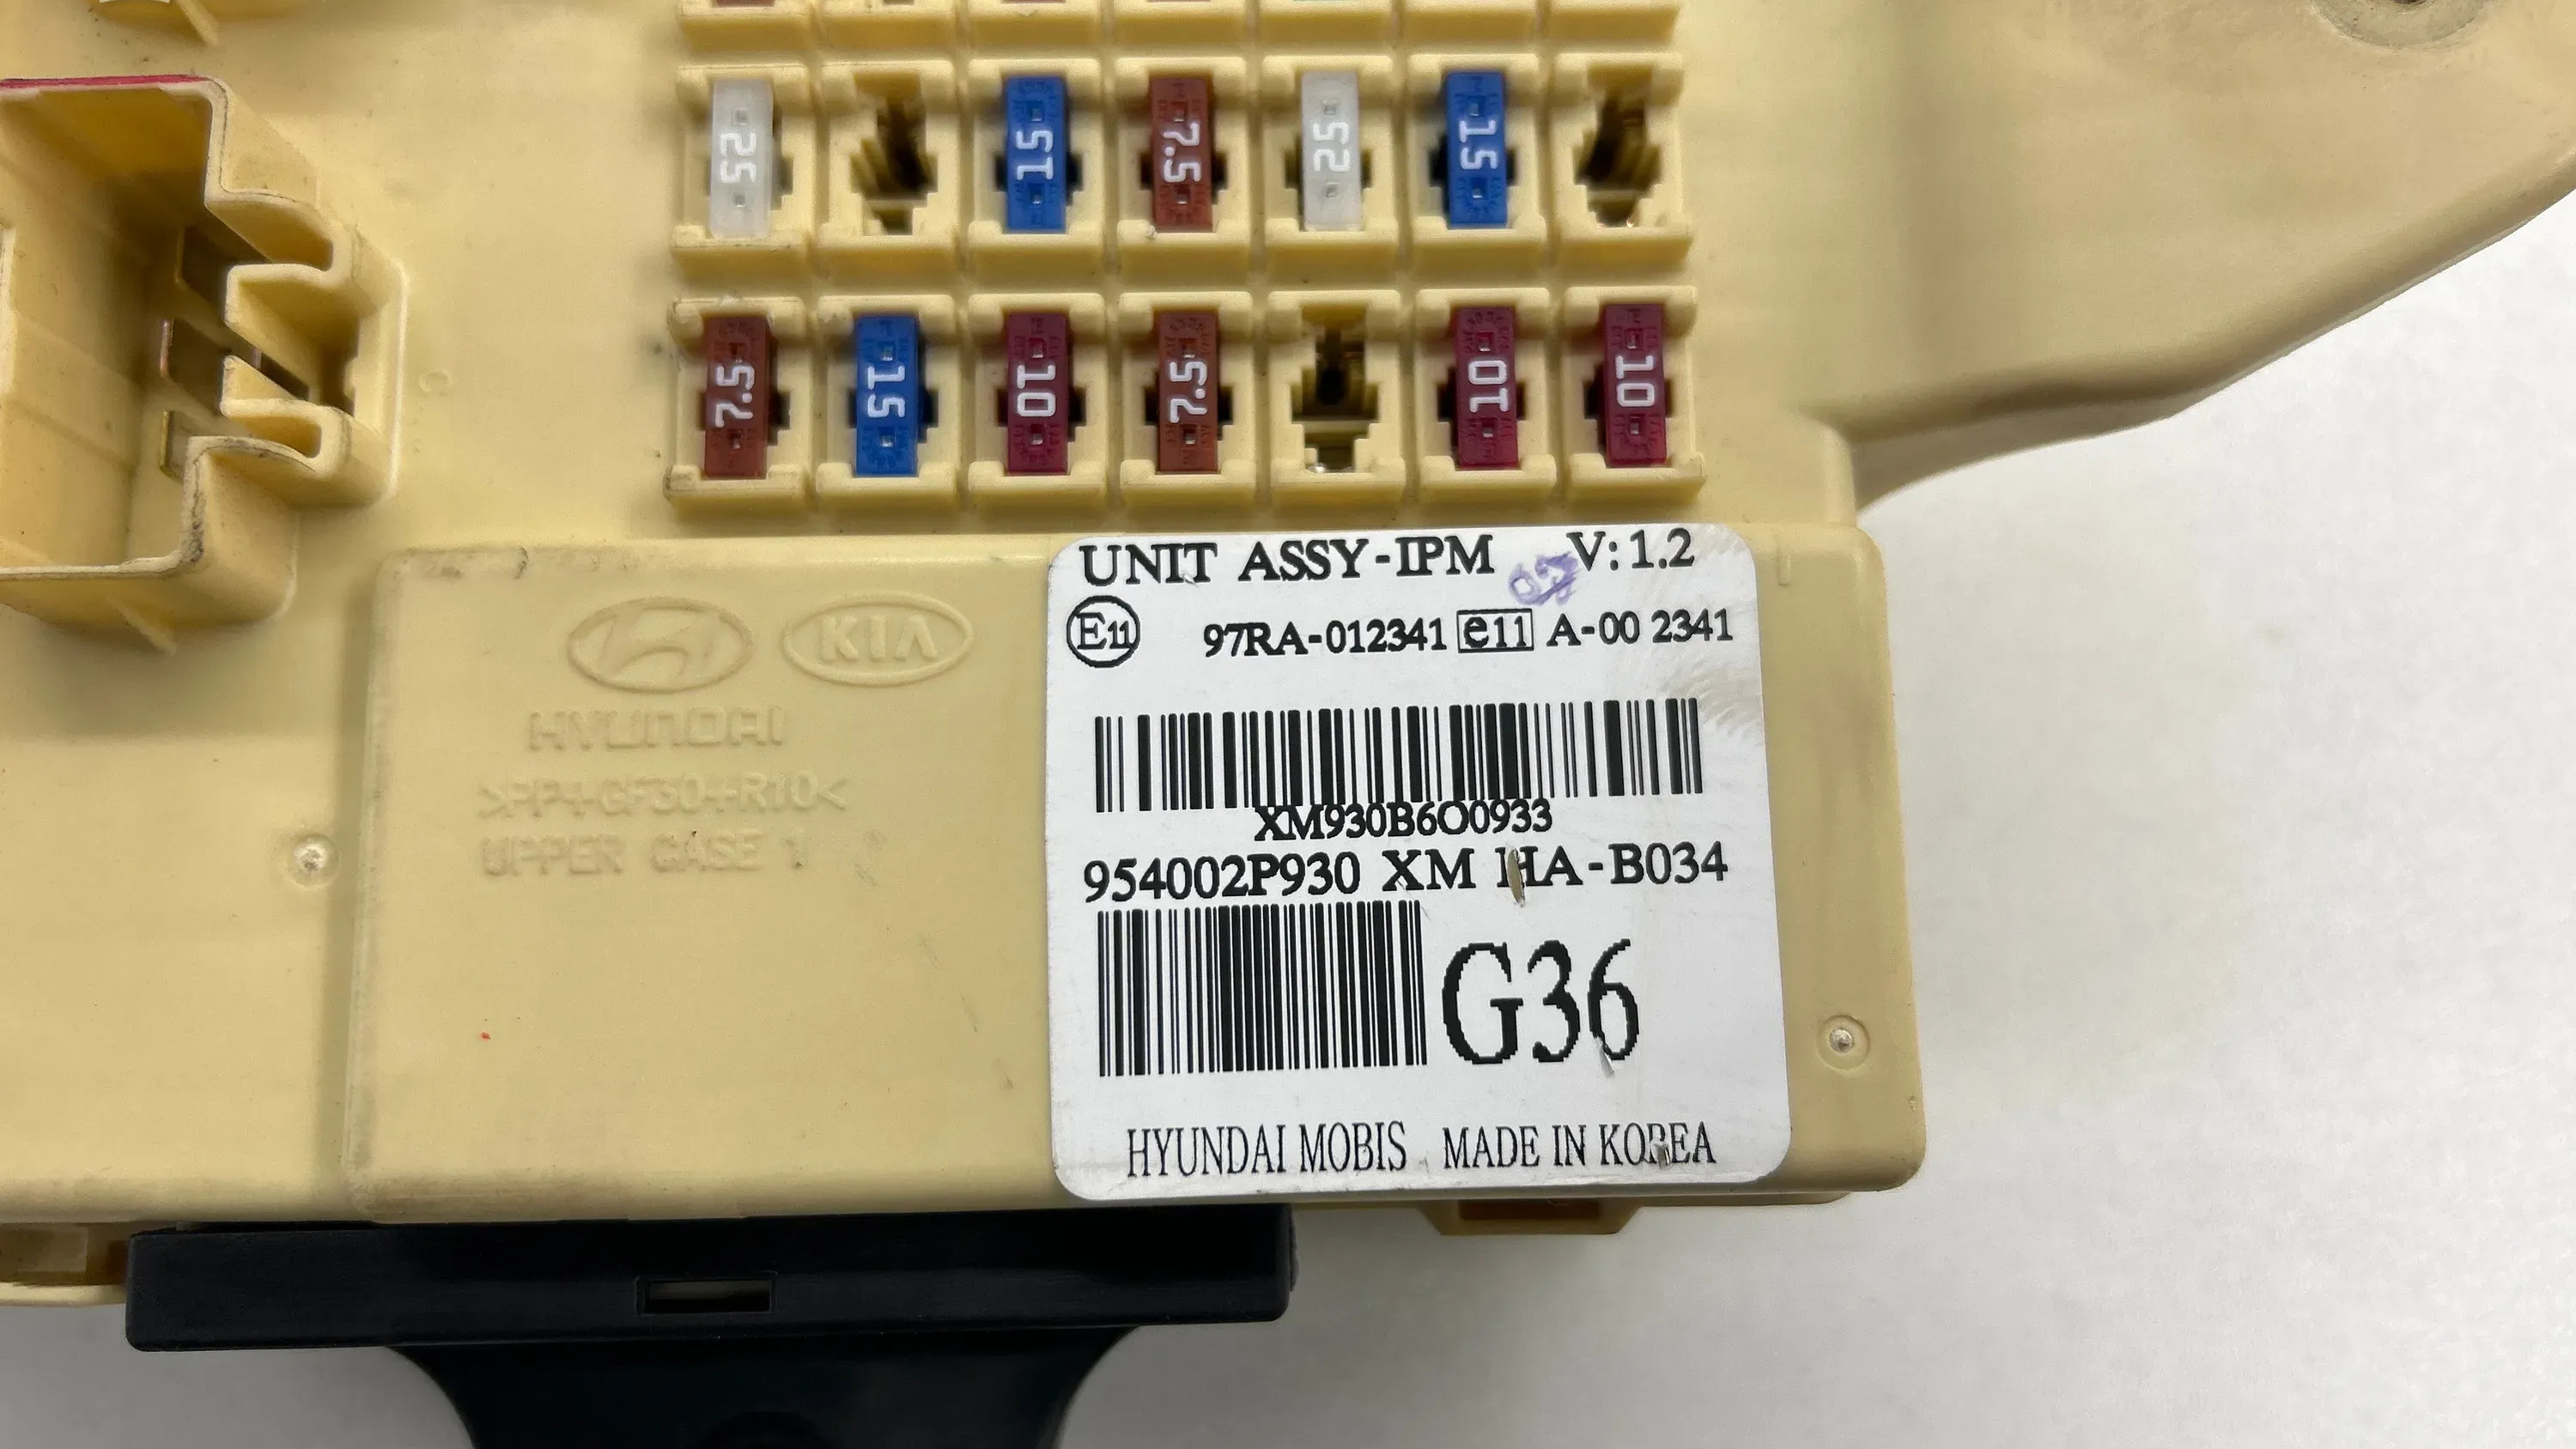 25 15 7.5 25 15
7.5 15 10 7.5 10 10
UNIT ASSY-IPM V: 1.2
E11 97RA-012341 e11 A-00 2341
XM930B6O0933
954002P930 XM HA-B034
G36
HYUNDAI MOBIS MADE IN KOREA
KIA
HYUNDAI
>PP+GF30+R10<
UPPER CASE 1